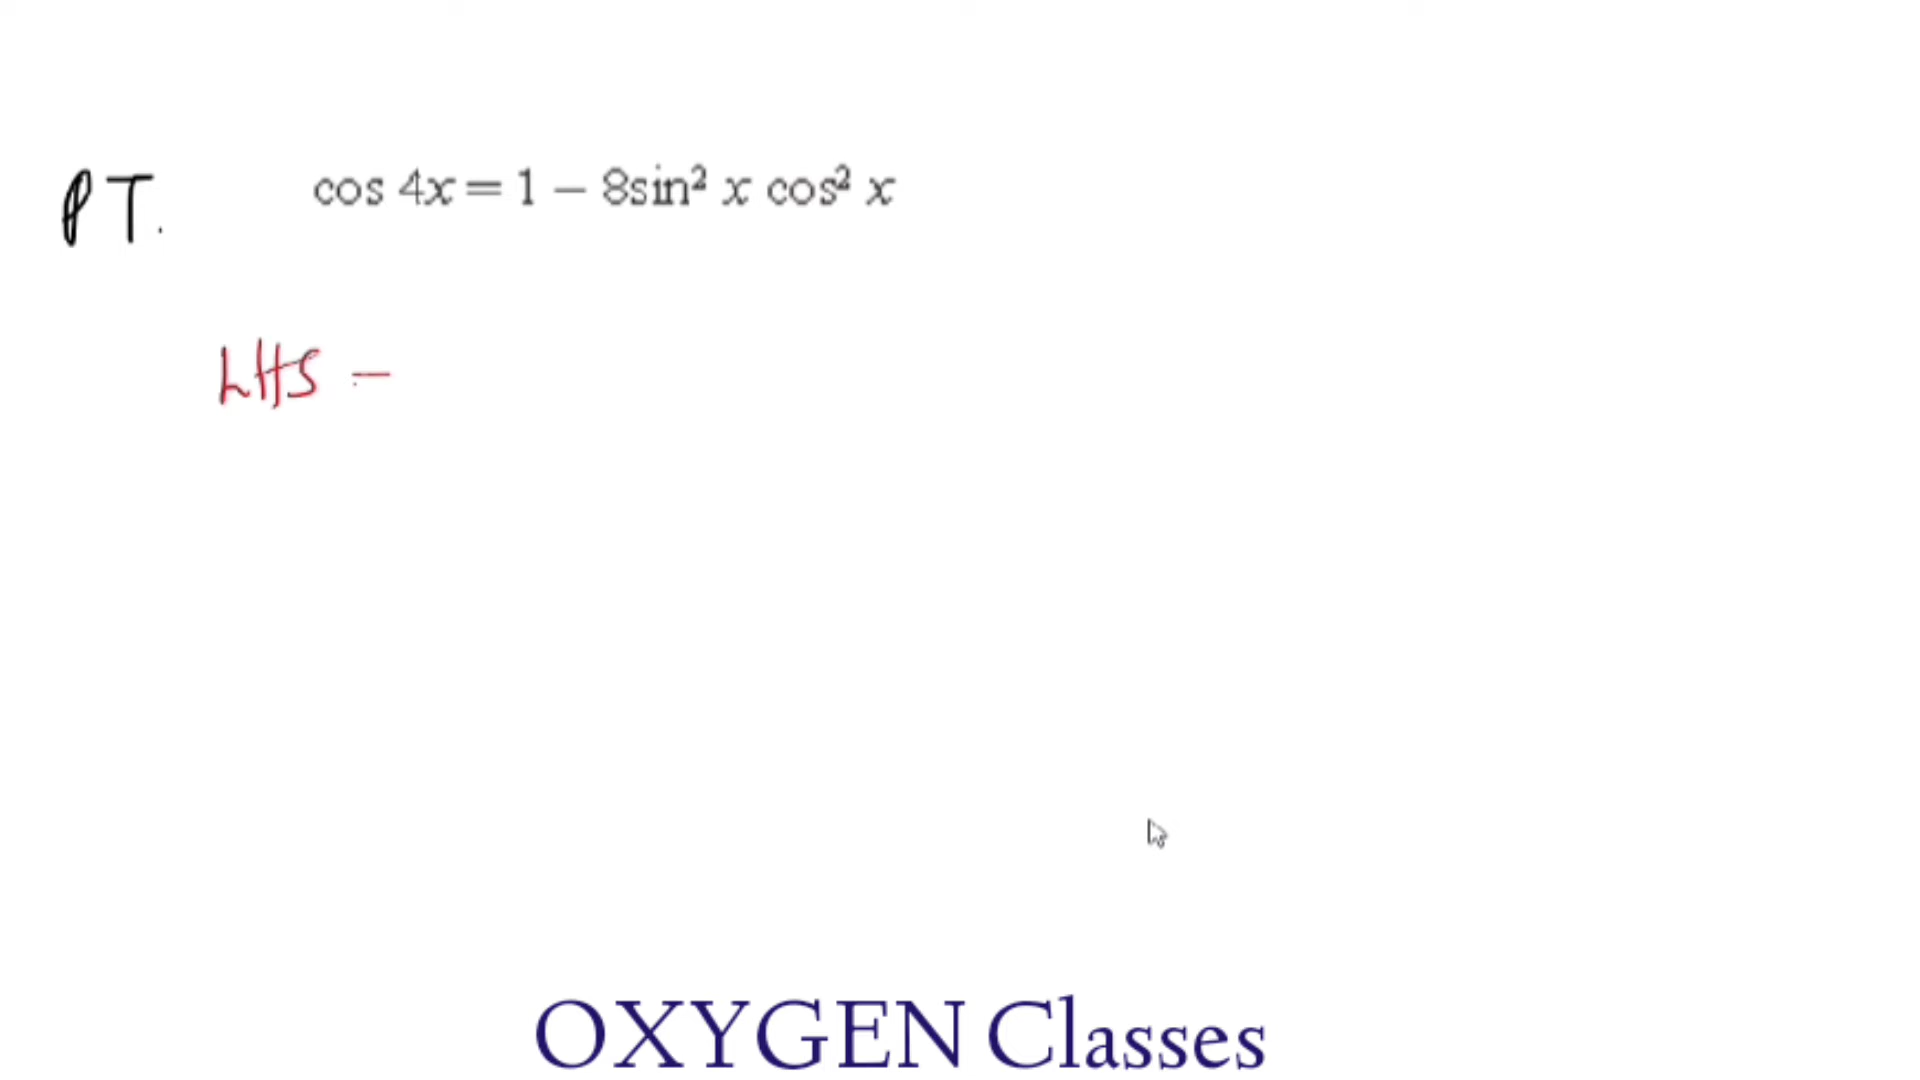 PT. cos 4x = 1 – 8sin² x cos² x
LHS =
OXYGEN Classes